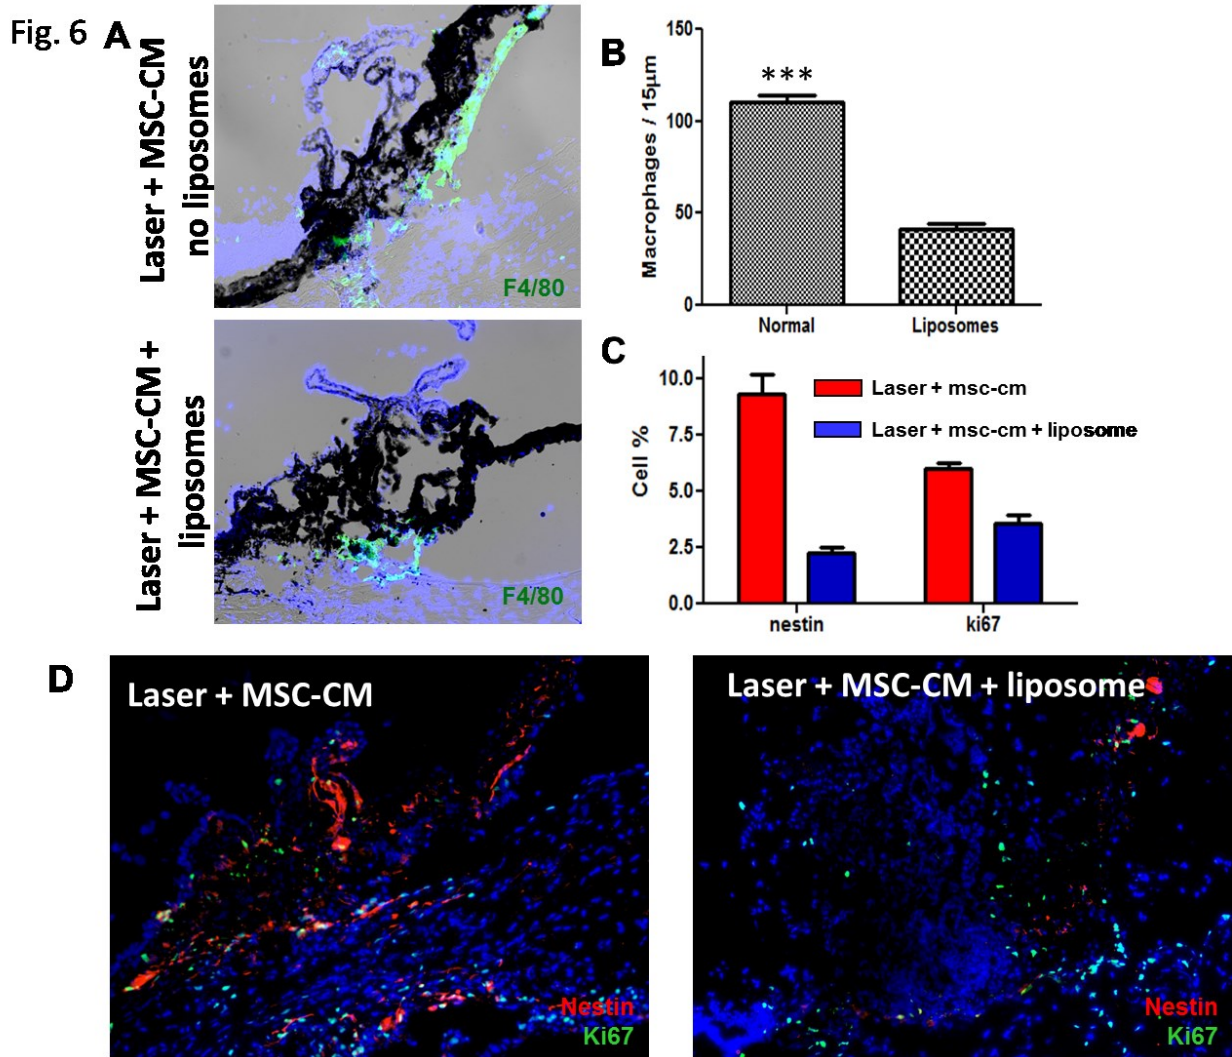 Fig. 6
A
Laser + MSC-CM
no liposomes
F4/80
Laser + MSC-CM +
liposomes
F4/80
B
Macrophages / 15µm
150
100
50
0
***
Normal
Liposomes
C
Cell %
10.0
7.5
5.0
2.5
0.0
Laser + msc-cm
Laser + msc-cm + liposome
nestin
ki67
D
Laser + MSC-CM
Nestin
Ki67
Laser + MSC-CM + liposome
Nestin
Ki67